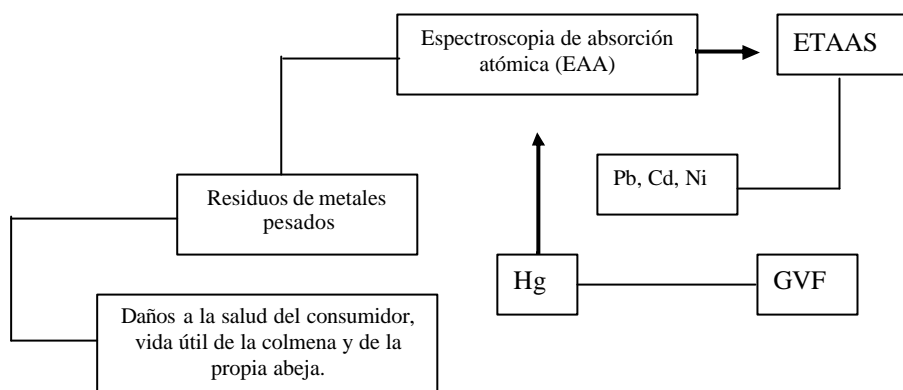 Espectroscopia de absorción
atómica (EAA)
ETAAS
Pb, Cd, Ni
Residuos de metales
pesados
Hg
GVF
Daños a la salud del consumidor,
vida útil de la colmena y de la
propia abeja.